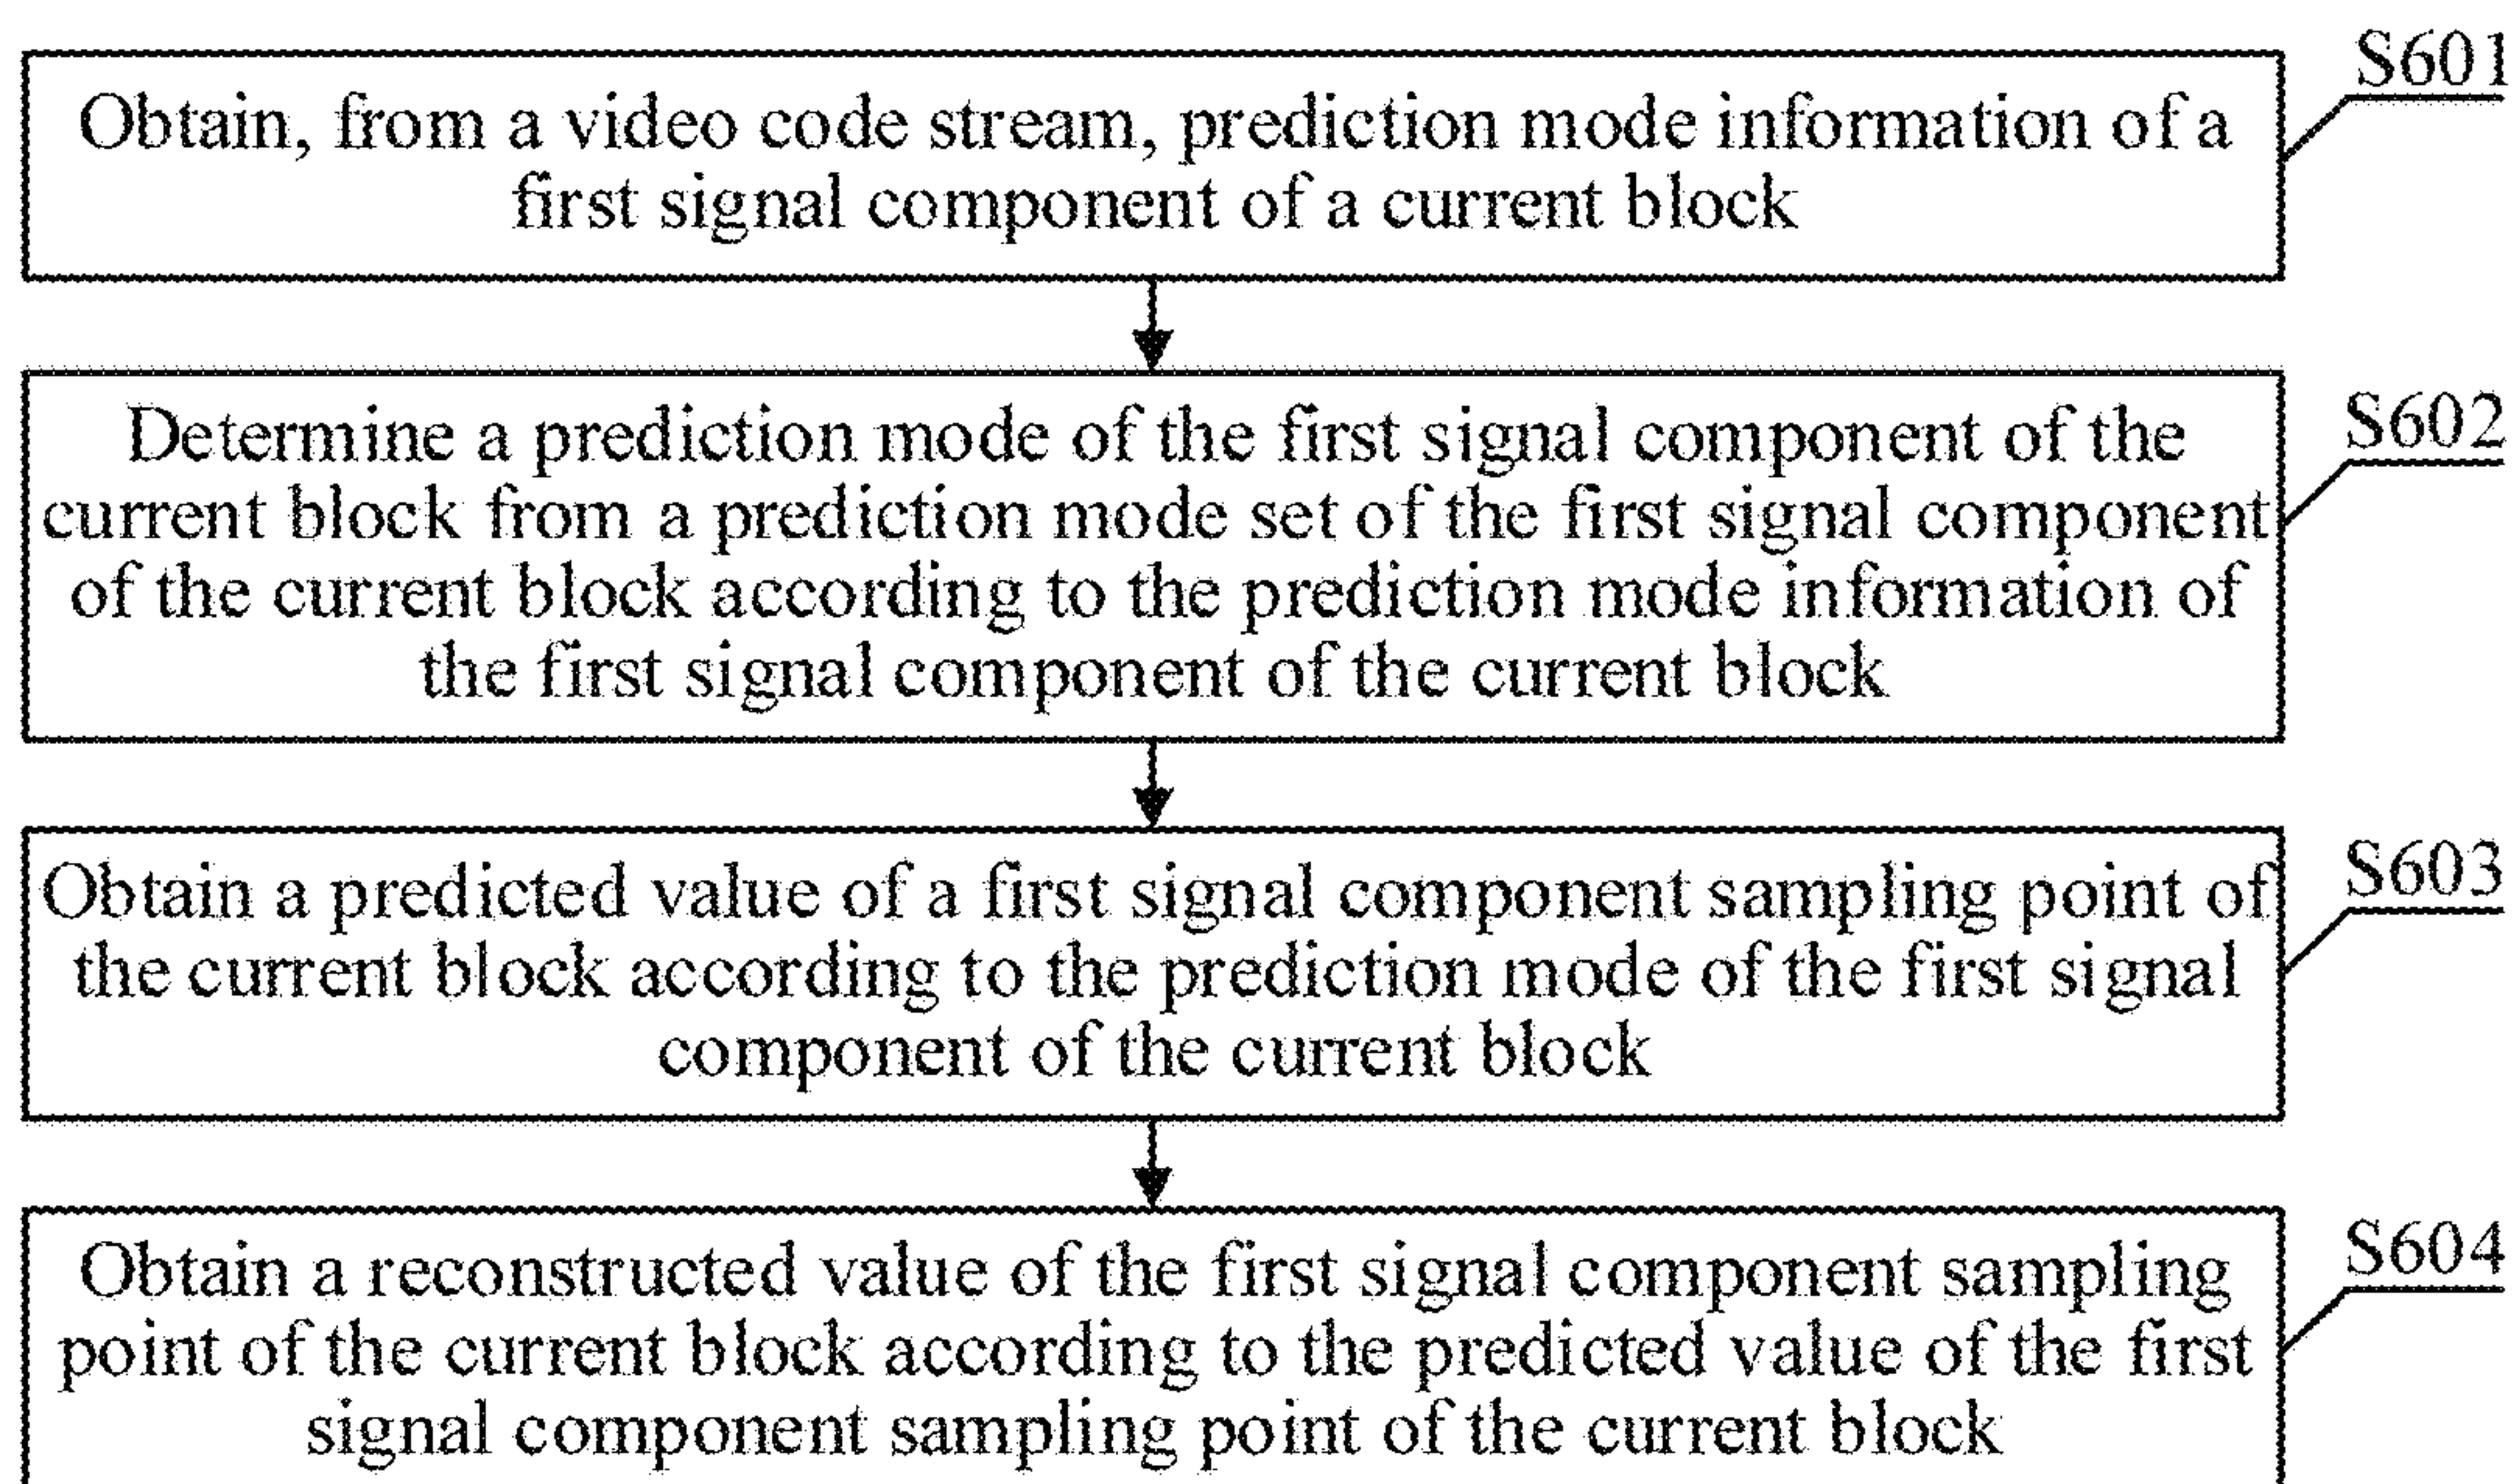 S601
Obtain, from a video code stream, prediction mode information of a
first signal component of a current block
S602
Determine a prediction mode of the first signal component of the
current block from a prediction mode set of the first signal component
of the current block according to the prediction mode information of
the first signal component of the current block
S603
Obtain a predicted value of a first signal component sampling point of
the current block according to the prediction mode of the first signal
component of the current block
S604
Obtain a reconstructed value of the first signal component sampling
point of the current block according to the predicted value of the first
signal component sampling point of the current block